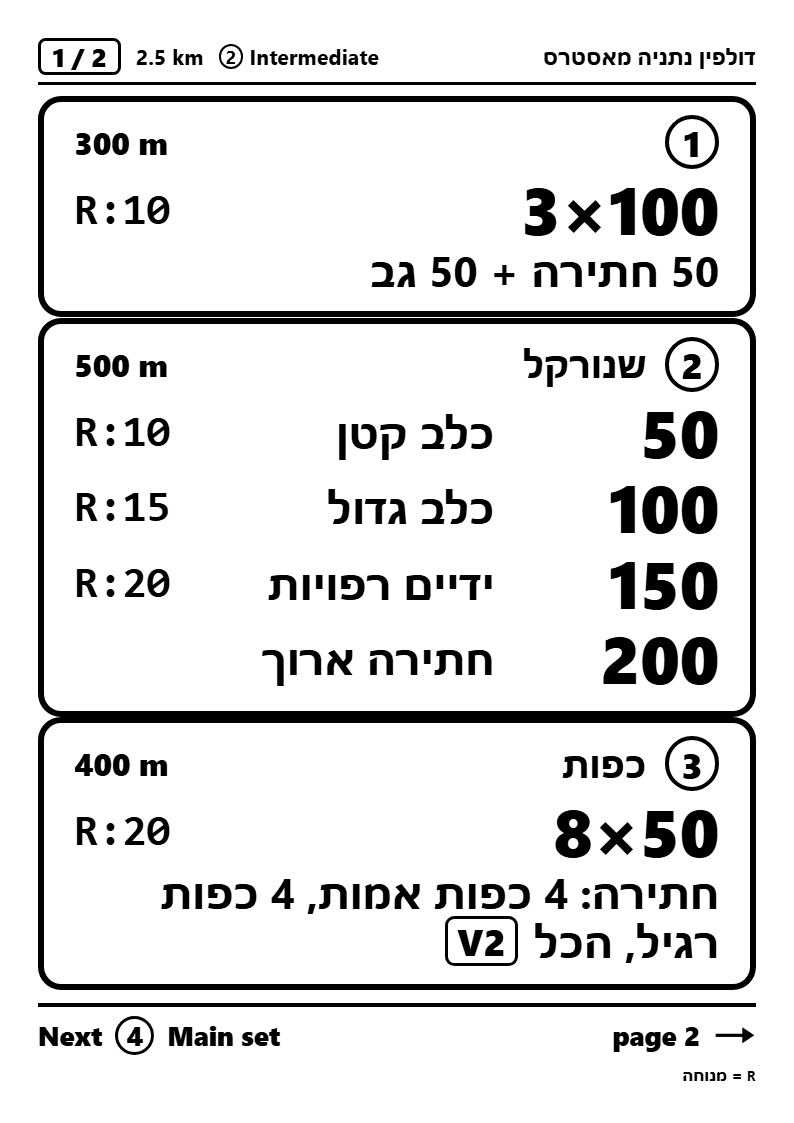 1 / 2 2.5 km ② Intermediate דולפין נתניה מאסטרס
① 300 m
3×100 R:10
50 חתירה + 50 גב
② שנורקל 500 m
50 כלב קטן R:10
100 כלב גדול R:15
150 ידיים רפויות R:20
200 חתירה ארוך
③ כפות 400 m
8×50 R:20
חתירה: 4 כפות אמות, 4 כפות
רגיל, הכל V2
Next ④ Main set page 2 →
R = מנוחה